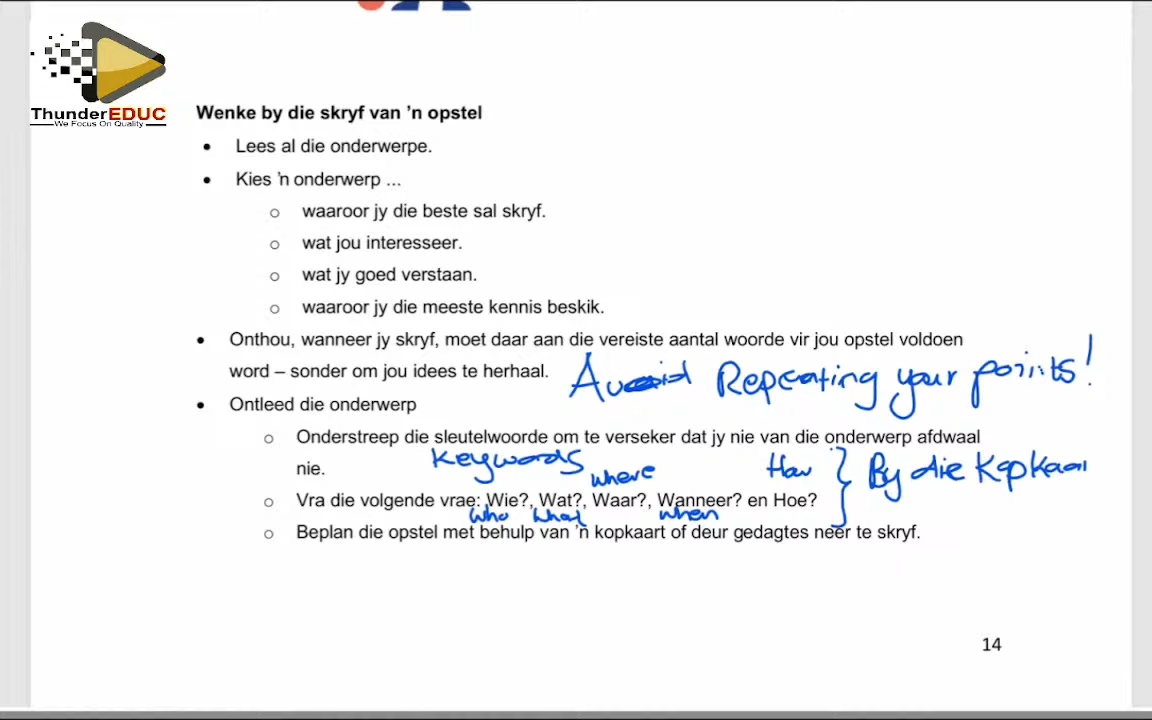 ThunderEDUC
We Focus On Quality
Wenke by die skryf van ’n opstel
• Lees al die onderwerpe.
• Kies ’n onderwerp ...
o waaroor jy die beste sal skryf.
o wat jou interesseer.
o wat jy goed verstaan.
o waaroor jy die meeste kennis beskik.
• Onthou, wanneer jy skryf, moet daar aan die vereiste aantal woorde vir jou opstel voldoen
word – sonder om jou idees te herhaal. Avoid Repeating your points!
• Ontleed die onderwerp
o Onderstreep die sleutelwoorde om te verseker dat jy nie van die onderwerp afdwaal
nie. Keywords
where How } By die Kopkaart
o Vra die volgende vrae: Wie?, Wat?, Waar?, Wanneer? en Hoe?
who what when
o Beplan die opstel met behulp van ’n kopkaart of deur gedagtes neer te skryf.
14